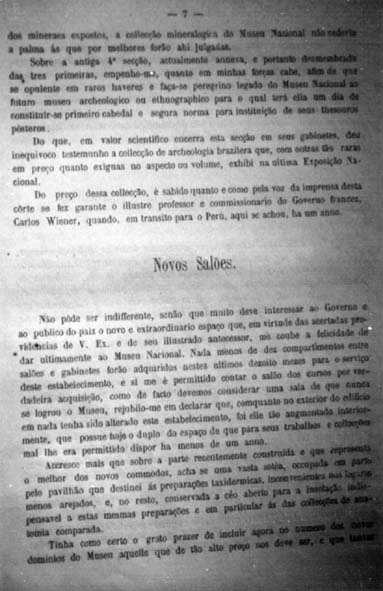 — 7 —
dos mineraes expostos, a collecção mineralogica do Museu Nacional não cederia
a palma ás que por melhores forão ahi julgadas.
Sobre a antiga 4ª secção, actualmente annexa, e portanto desmembrada
das tres primeiras, empenho-me, quanto em minhas forças cabe, afim de que
se opulente em raros haveres e faça-se peregrino legado do Museu Nacional ao
futuro museu archeologico ou ethnographico para o qual terá ella um dia de
constituir-se primeiro cabedal e segura norma para instituição de seus thesouros
pósteros.
Do que, em valor scientifico encerra esta secção em seus gabinetes, deu
inequivoco testemunho a collecção de archeologia brazileira que, com outras tão raras
em preço quanto exiguas no aspecto ou volume, exhibi na ultima Exposição Na-
cional.
Do preço dessa collecção, é sabido quanto e como pela voz da imprensa desta
côrte se fez garante o illustre professor e commissionario do Governo francez,
Carlos Wiener, quando, em transito para o Perú, aqui se achou, ha um anno.
Novos Salões.
Não póde ser indifferente, senão que muito deve interessar ao Governo e
ao publico do paiz o novo e extraordinario espaço que, em virtude das acertadas pro-
videncias de V. Ex. e de seu illustrado antecessor, me coube a felicidade de
dar ultimamente ao Museu Nacional. Nada menos de dez compartimentos entre
salões e gabinetes forão adquiridos nestes ultimos dezoito mezes para o serviço
deste estabelecimento, e si me é permittido contar o salão dos cursos por ver-
dadeira acquisição, como de facto devemos considerar uma sala de que nunca
se logrou o Museu, rejubilo-me em declarar que, comquanto no exterior do edificio
em nada tenha sido alterado este estabelecimento, foi elle tão augmentado interior-
mente, que possue hoje o duplo do espaço de que para seus trabalhos e collecções
mal lhe era permittido dispor ha menos de um anno.
Accresce mais que sobre a parte recentemente construida e que representa
o melhor dos novos commodos, acha se uma vasta sotéa, occupada em parte
pelo pavilhão que destinei ás preparações taxidermicas, inconvenientes nos logares
menos arejados, e, no resto, conservada a céo aberto para a insolação indis-
pensavel a estas mesmas preparações e em particular ás das collecções de ana-
tomia comparada.
Tinha como certo o grato prazer de incluir agora no numero dos novos
dominios do Museu aquelle que de tão alto preço nos deve ser, e que tantas